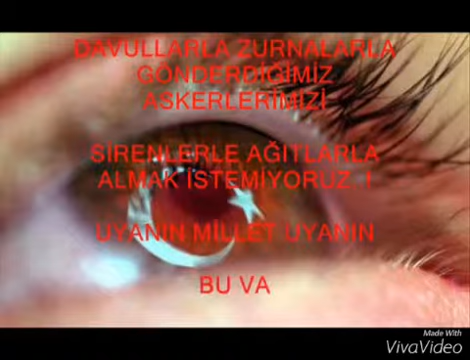 DAVULLARLA ZURNALARLA
GÖNDERDİĞİMİZ
ASKERLERİMİZİ
SİRENLERLE AĞITLARLA
ALMAK İSTEMİYORUZ. !
UYANIN MİLLET UYANIN
BU VA
Made With
VivaVideo